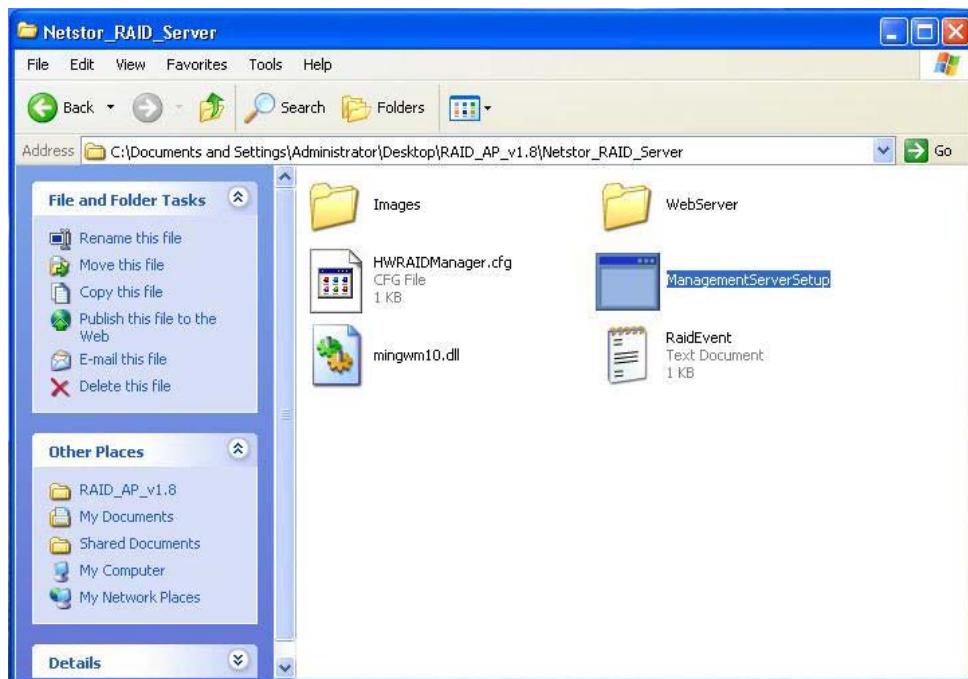 Netstor_RAID_Server
File Edit View Favorites Tools Help
Back Search Folders
Address C:\Documents and Settings\Administrator\Desktop\RAID_AP_v1.8\Netstor_RAID_Server Go
File and Folder Tasks
Rename this file
Move this file
Copy this file
Publish this file to the
Web
E-mail this file
Delete this file
Other Places
RAID_AP_v1.8
My Documents
Shared Documents
My Computer
My Network Places
Details
Images
WebServer
HWRAIDManager.cfg
CFG File
1 KB
ManagementServerSetup
mingwm10.dll
RaidEvent
Text Document
1 KB